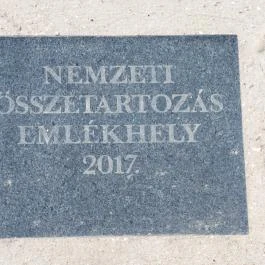 NEMZETI
ÖSSZETARTOZÁS
EMLÉKHELY
2017.